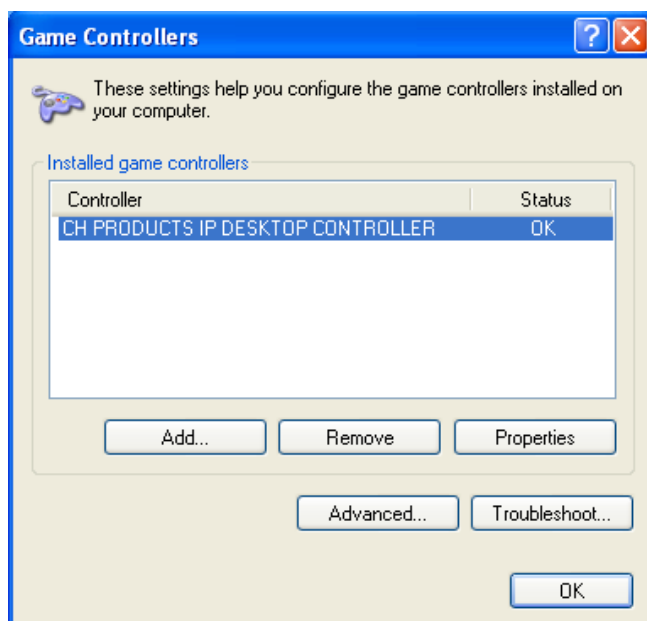 Game Controllers
These settings help you configure the game controllers installed on
your computer.
Installed game controllers
Controller Status
CH PRODUCTS IP DESKTOP CONTROLLER OK
Add... Remove Properties
Advanced... Troubleshoot...
OK